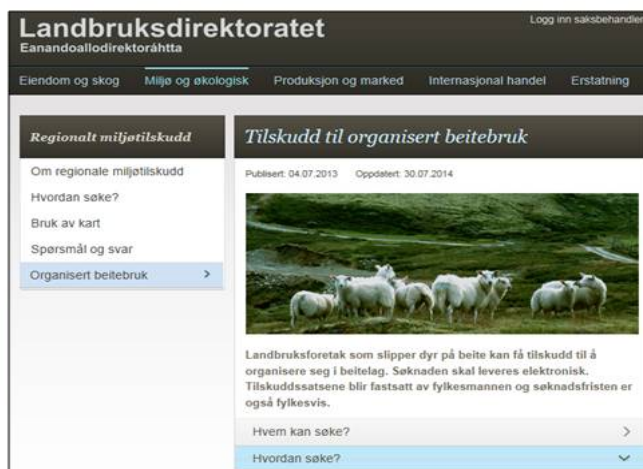 Landbruksdirektoratet
Eanandoallodirektoráhtta
Logg inn saksbehandler
Eiendom og skog Miljø og økologisk Produksjon og marked Internasjonal handel Erstatning
Regionalt miljøtilskudd
Om regionale miljøtilskudd
Hvordan søke?
Bruk av kart
Spørsmål og svar
Organisert beitebruk
Tilskudd til organisert beitebruk
Publisert: 04.07.2013 Oppdatert: 30.07.2014
Landbruksforetak som slipper dyr på beite kan få tilskudd til å
organisere seg i beitelag. Søknaden skal leveres elektronisk.
Tilskuddssatsene blir fastsatt av fylkesmannen og søknadsfristen er
også fylkesvis.
Hvem kan søke?
Hvordan søke?